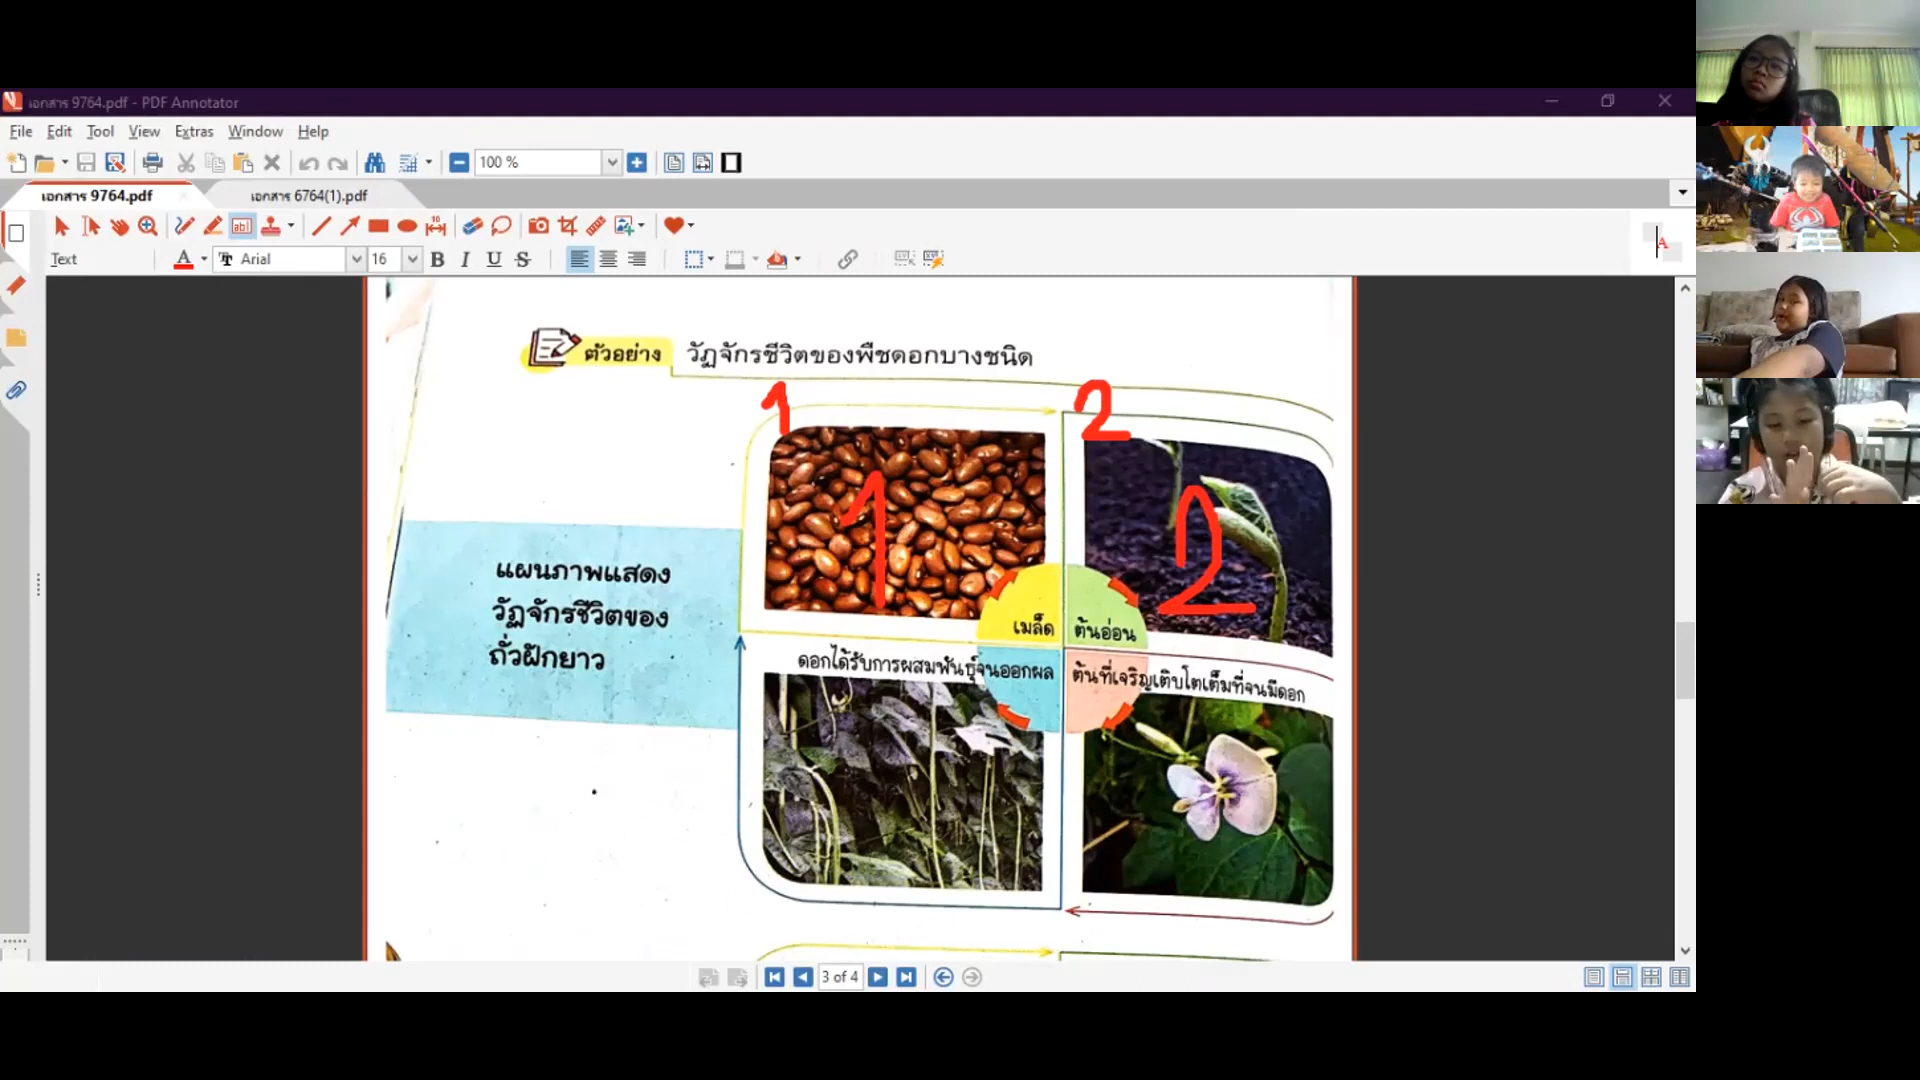 เอกสาร 9764.pdf - PDF Annotator
File Edit Tool View Extras Window Help
100 %
เอกสาร 9764.pdf
เอกสาร 6764(1).pdf
Text
Arial
16
B I U S
ตัวอย่าง วัฏจักรชีวิตของพืชดอกบางชนิด
1 2
1 2
แผนภาพแสดง
วัฏจักรชีวิตของ
ถั่วฝักยาว
เมล็ด
ต้นอ่อน
ดอกได้รับการผสมพันธุ์จนออกผล
ต้นที่เจริญเติบโตเต็มที่จนมีดอก
3 of 4